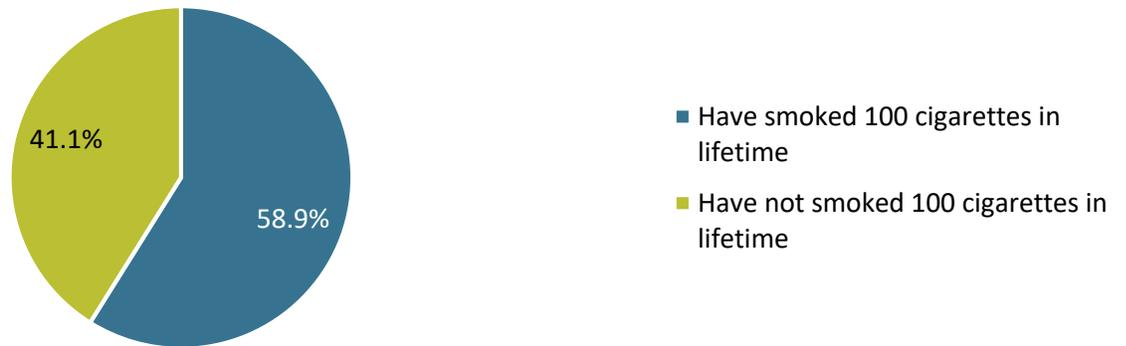 41.1%
58.9%
Have smoked 100 cigarettes in
lifetime
Have not smoked 100 cigarettes in
lifetime